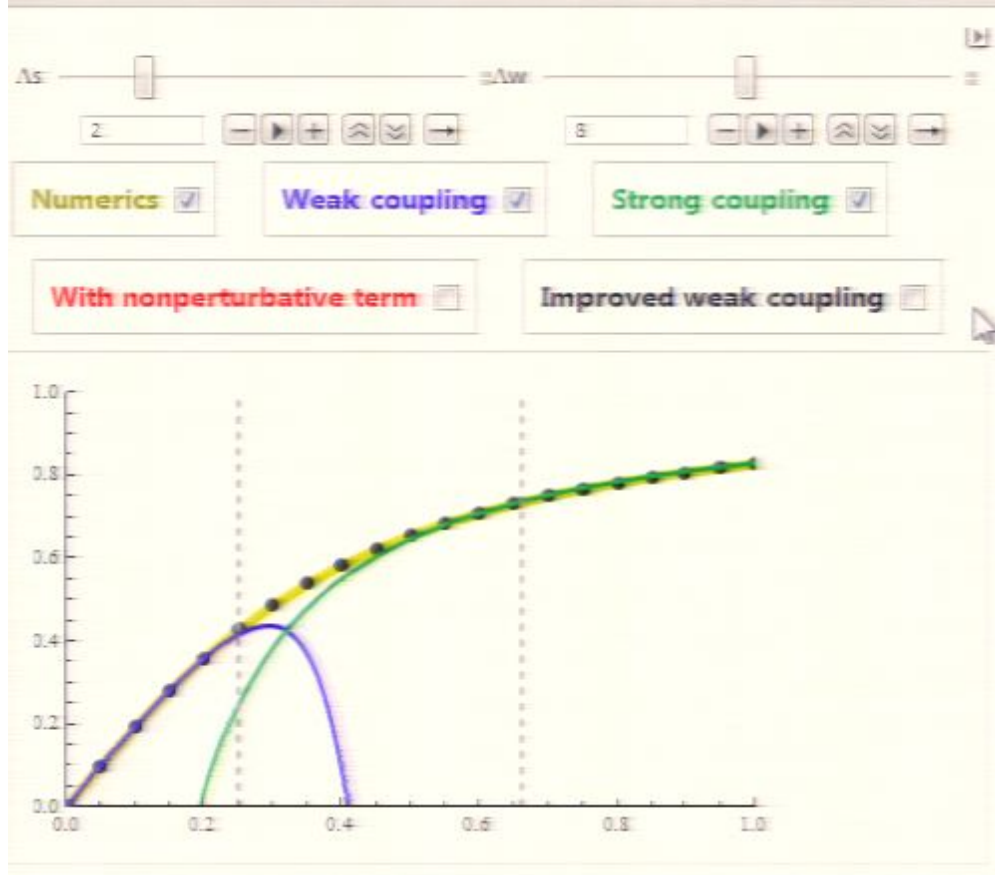 Λs Λw
2 8
Numerics Weak coupling Strong coupling
With nonperturbative term Improved weak coupling
1.0
0.8
0.6
0.4
0.2
0.0
0.0 0.2 0.4 0.6 0.8 1.0